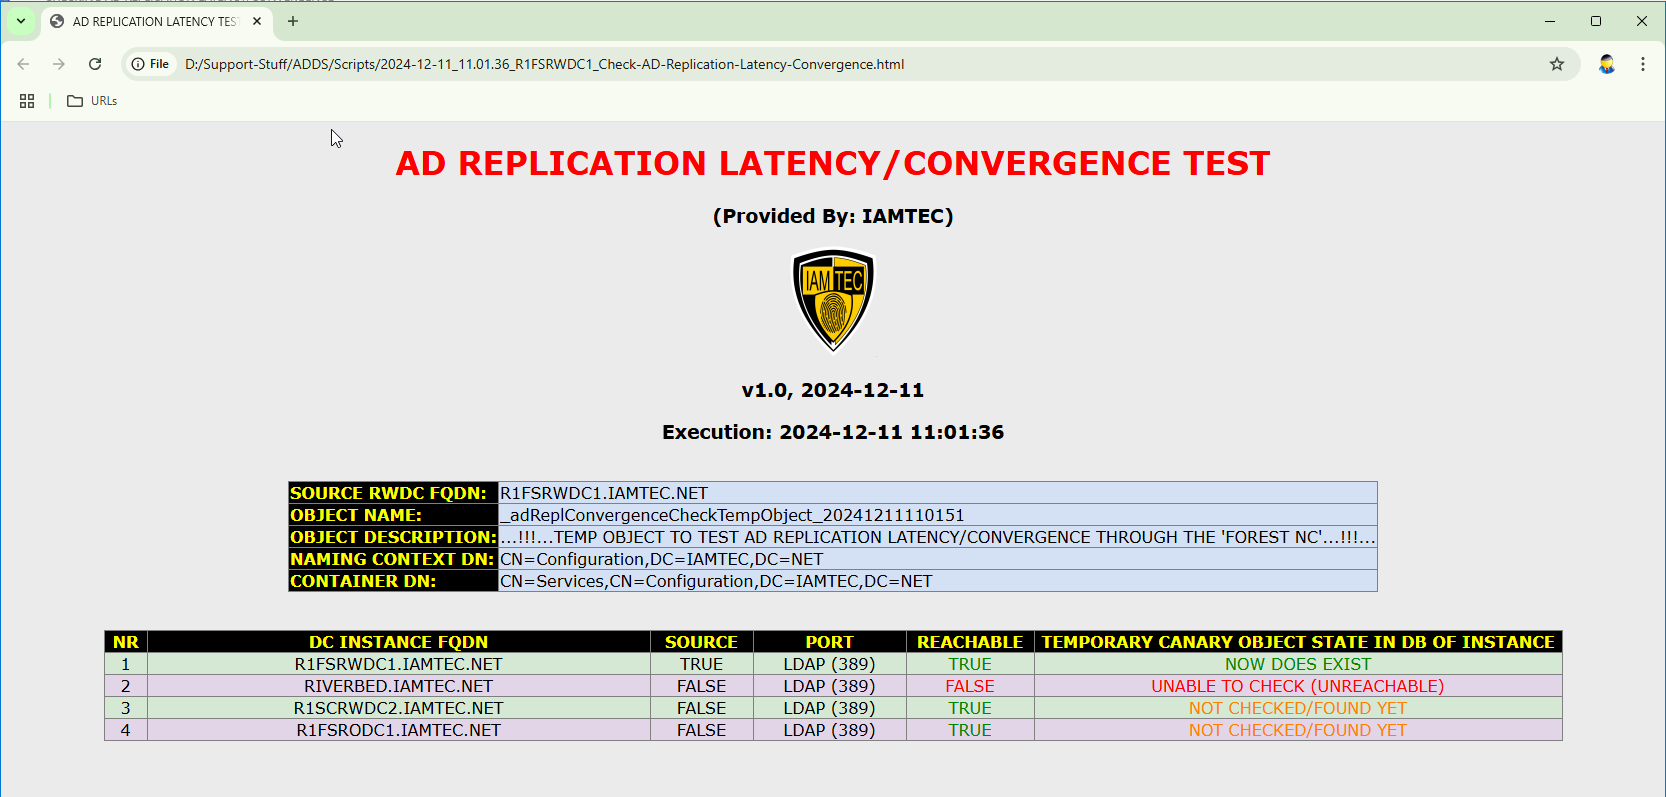 AD REPLICATION LATENCY TEST
File D:/Support-Stuff/ADDS/Scripts/2024-12-11_11.01.36_R1FSRWDC1_Check-AD-Replication-Latency-Convergence.html
URLs
AD REPLICATION LATENCY/CONVERGENCE TEST
(Provided By: IAMTEC)
IAM TEC
v1.0, 2024-12-11
Execution: 2024-12-11 11:01:36
SOURCE RWDC FQDN: R1FSRWDC1.IAMTEC.NET
OBJECT NAME: _adReplConvergenceCheckTempObject_20241211110151
OBJECT DESCRIPTION: ...!!!...TEMP OBJECT TO TEST AD REPLICATION LATENCY/CONVERGENCE THROUGH THE 'FOREST NC'...!!!...
NAMING CONTEXT DN: CN=Configuration,DC=IAMTEC,DC=NET
CONTAINER DN: CN=Services,CN=Configuration,DC=IAMTEC,DC=NET
NR DC INSTANCE FQDN SOURCE PORT REACHABLE TEMPORARY CANARY OBJECT STATE IN DB OF INSTANCE
1 R1FSRWDC1.IAMTEC.NET TRUE LDAP (389) TRUE NOW DOES EXIST
2 RIVERBED.IAMTEC.NET FALSE LDAP (389) FALSE UNABLE TO CHECK (UNREACHABLE)
3 R1SCRWDC2.IAMTEC.NET FALSE LDAP (389) TRUE NOT CHECKED/FOUND YET
4 R1FSRODC1.IAMTEC.NET FALSE LDAP (389) TRUE NOT CHECKED/FOUND YET